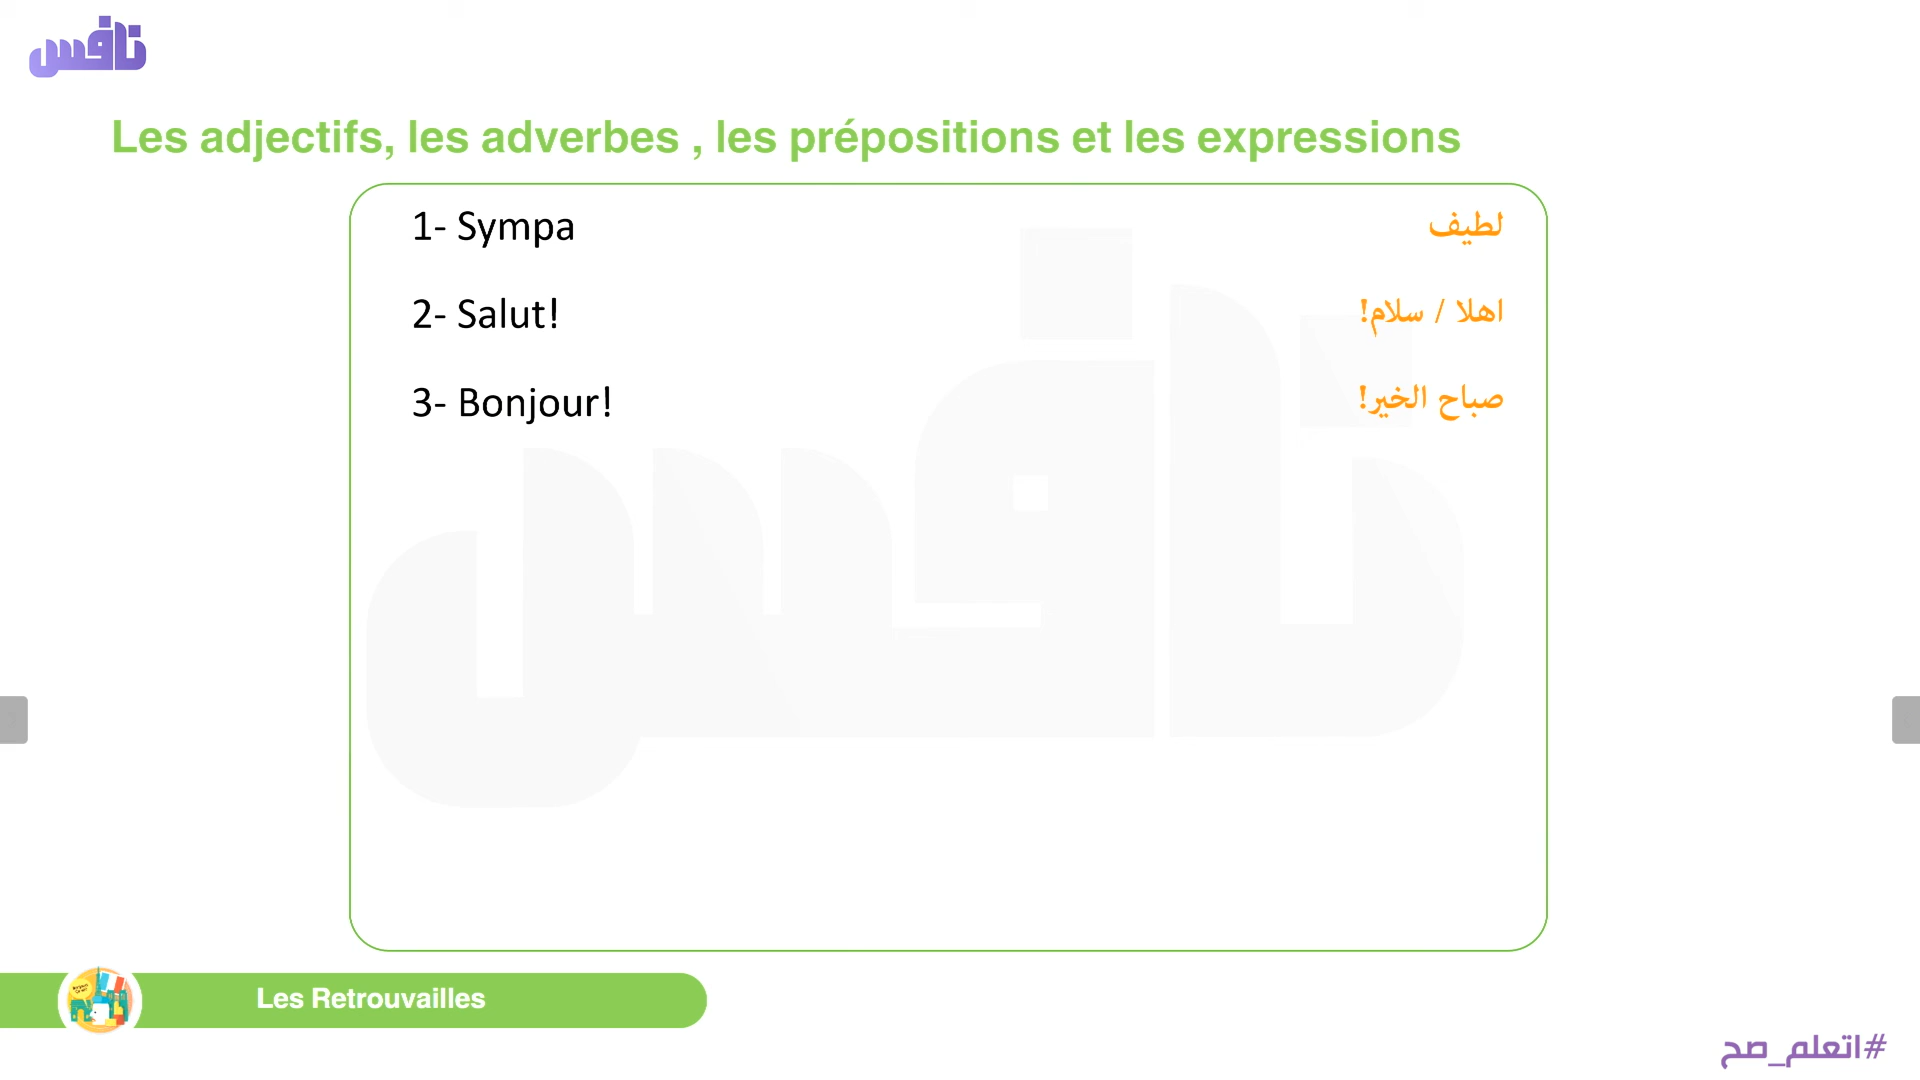 نافس
Les adjectifs, les adverbes , les prépositions et les expressions
1- Sympa لطيف
2- Salut! اهلا / سلام!
3- Bonjour! صباح الخير!
Les Retrouvailles
#اتعلم_صح